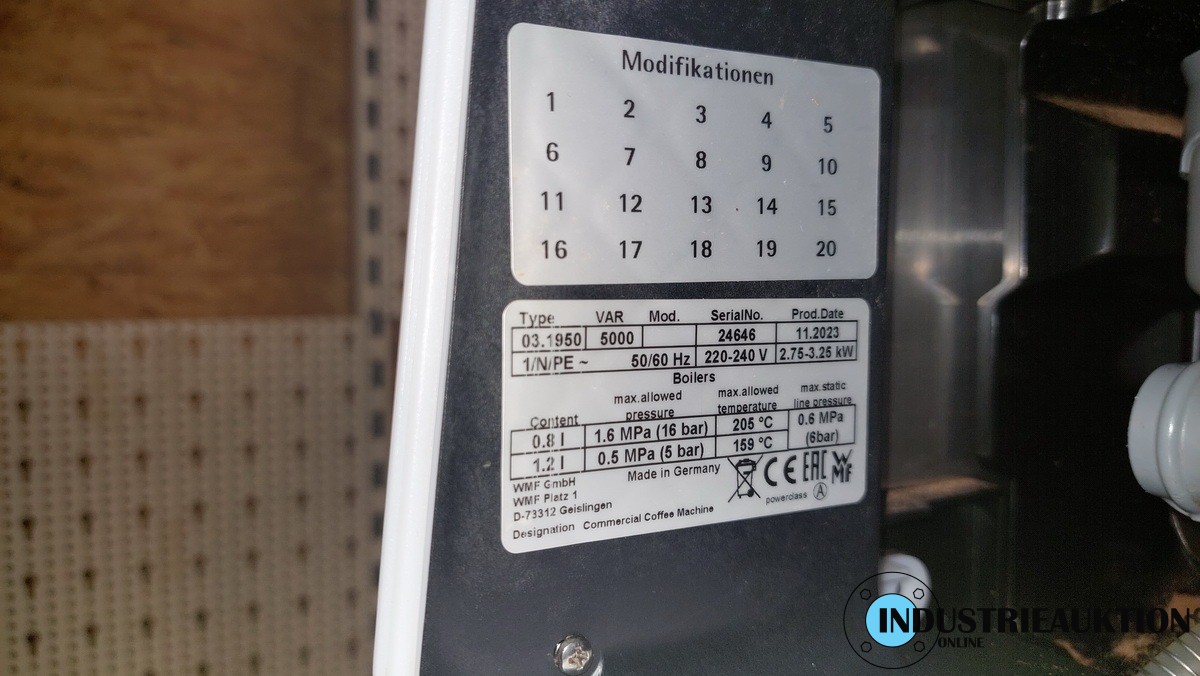 Modifikationen
1 2 3 4 5
6 7 8 9 10
11 12 13 14 15
16 17 18 19 20
Type VAR Mod. SerialNo. Prod.Date
03.1950 5000 24646 11.2023
1/N/PE ~ 50/60 Hz 220-240 V 2.75-3.25 kW
Boilers
Content max.allowed pressure max.allowed temperature max.static line pressure
0.8 l 1.6 MPa (16 bar) 205 °C 0.6 MPa (6bar)
1.2 l 0.5 MPa (5 bar) 159 °C
Made in Germany
WMF GmbH
WMF Platz 1
D-73312 Geislingen
CE EAC WMF
powerclass A
Designation Commercial Coffee Machine
INDUSTRIEAUKTION
ONLINE